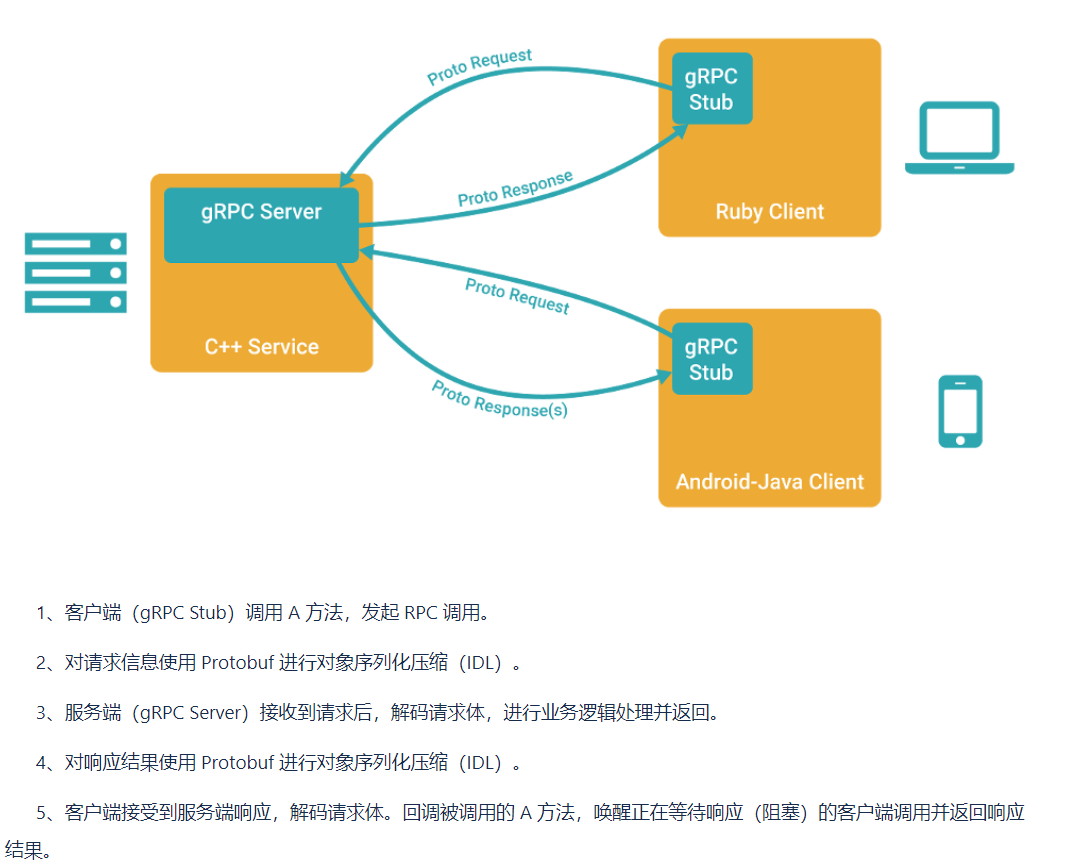 Proto Request
gRPC
Stub
Proto Response
gRPC Server
Ruby Client
Proto Request
C++ Service
gRPC
Stub
Proto Response(s)
Android-Java Client
1、客户端（gRPC Stub）调用 A 方法，发起 RPC 调用。
2、对请求信息使用 Protobuf 进行对象序列化压缩（IDL）。
3、服务端（gRPC Server）接收到请求后，解码请求体，进行业务逻辑处理并返回。
4、对响应结果使用 Protobuf 进行对象序列化压缩（IDL）。
5、客户端接受到服务端响应，解码请求体。回调被调用的 A 方法，唤醒正在等待响应（阻塞）的客户端调用并返回响应
结果。